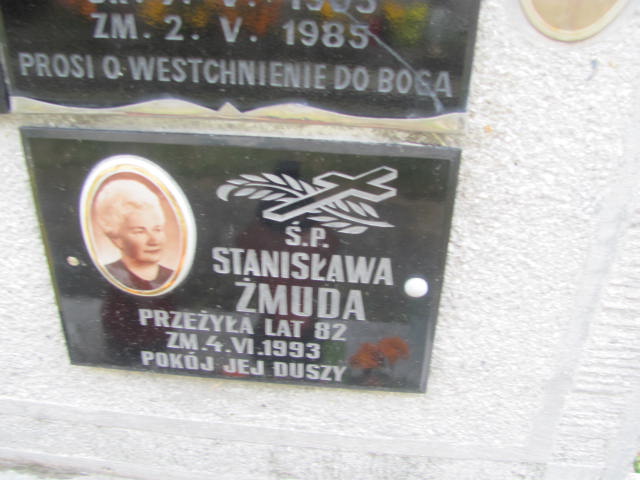 V. 1905
ZM. 2. V. 1985
PROSI O WESTCHNIENIE DO BOGA
Ś.P.
STANISŁAWA
ŻMUDA
PRZEŻYŁA LAT 82
ZM. 4. VI. 1993
POKÓJ JEJ DUSZY